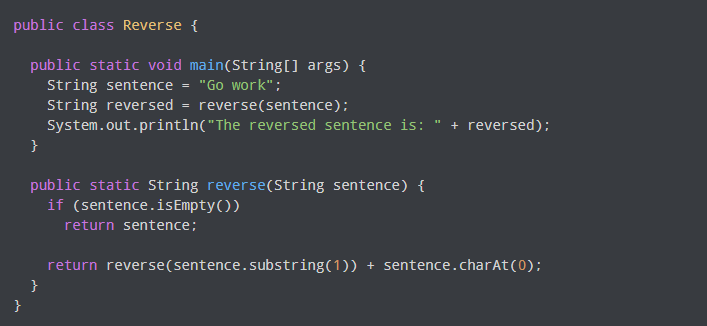 public class Reverse {
public static void main(String[] args) {
String sentence = "Go work";
String reversed = reverse(sentence);
System.out.println("The reversed sentence is: " + reversed);
}
public static String reverse(String sentence) {
if (sentence.isEmpty())
return sentence;
return reverse(sentence.substring(1)) + sentence.charAt(0);
}
}